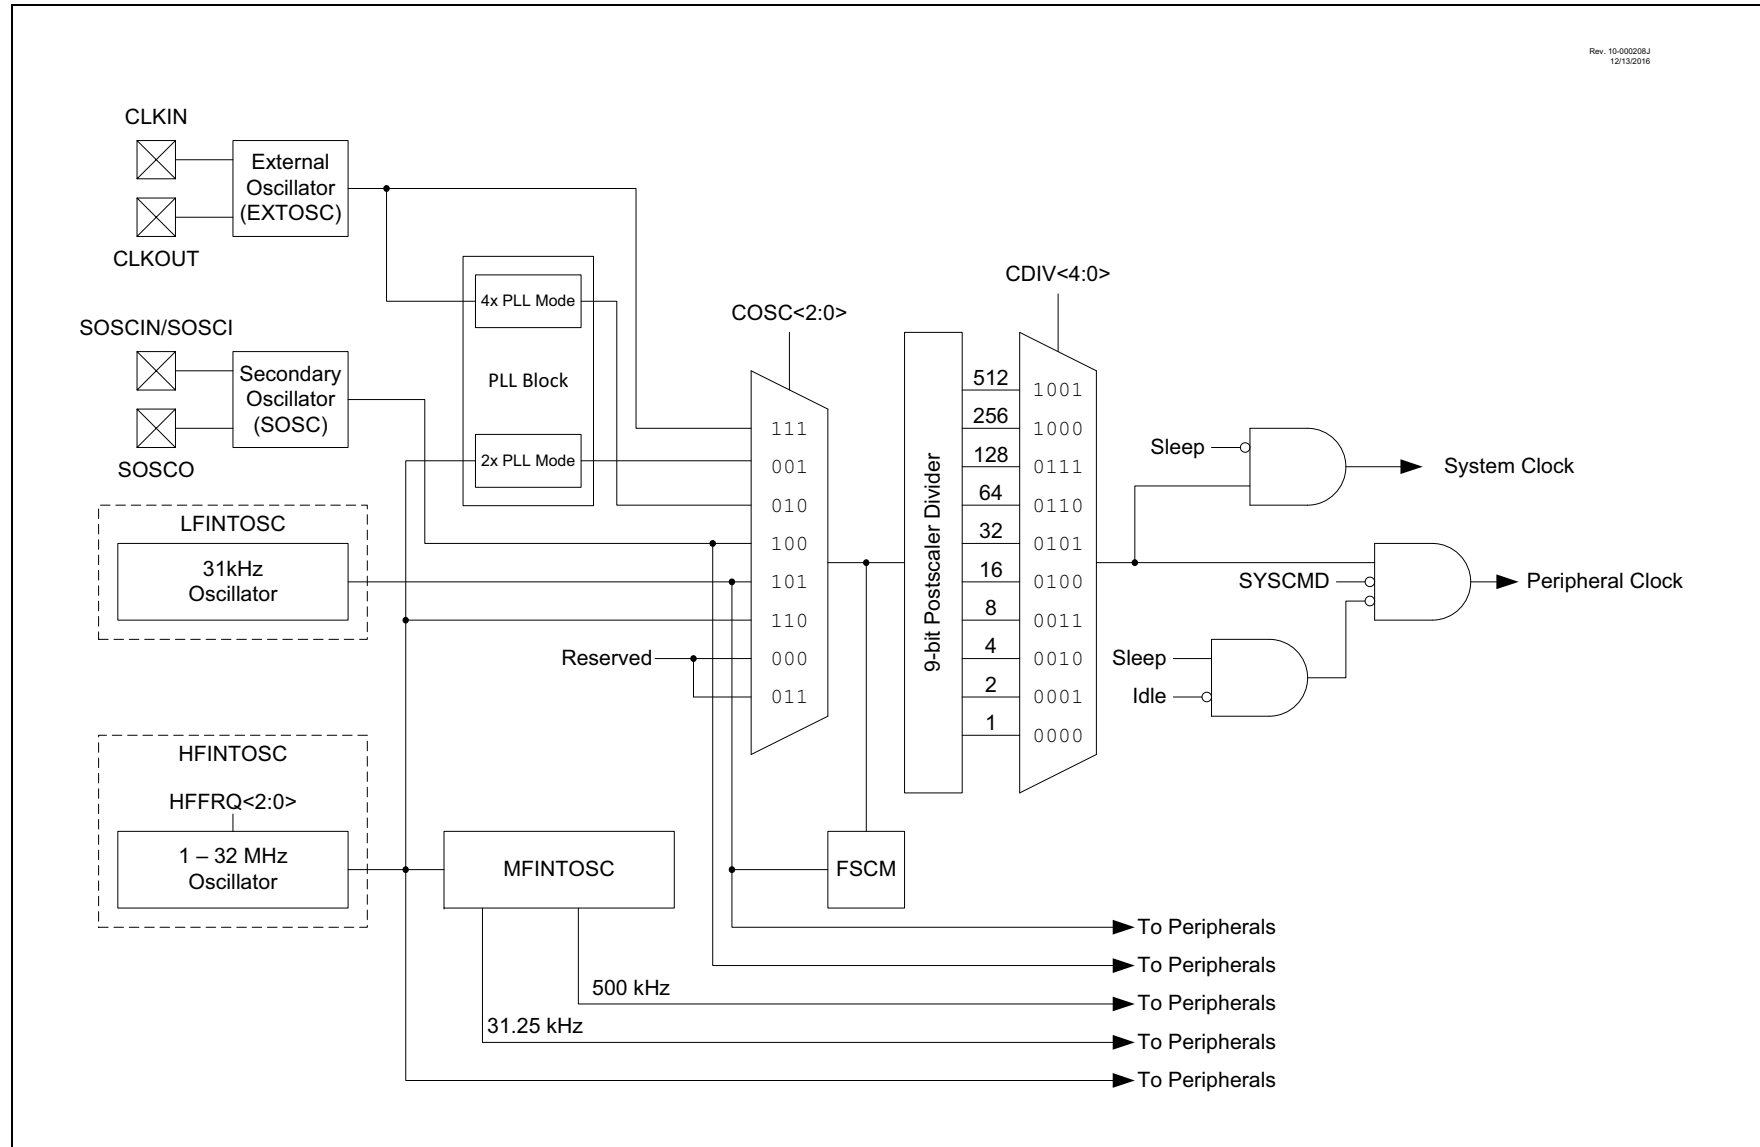 Rev. 10-000208J
12/13/2016
CLKIN
External
Oscillator
(EXTOSC)
CLKOUT
SOSCIN/SOSCI
Secondary
Oscillator
(SOSC)
SOSCO
4x PLL Mode
PLL Block
2x PLL Mode
LFINTOSC
31kHz
Oscillator
Reserved
HFINTOSC
HFFRQ<2:0>
1 – 32 MHz
Oscillator
MFINTOSC
FSCM
COSC<2:0>
111
001
010
100
101
110
000
011
9-bit Postscaler Divider
CDIV<4:0>
512 1001
256 1000
128 0111
64 0110
32 0101
16 0100
8 0011
4 0010
2 0001
1 0000
Sleep
System Clock
SYSCMD
Peripheral Clock
Sleep
Idle
To Peripherals
To Peripherals
500 kHz
To Peripherals
31.25 kHz
To Peripherals
To Peripherals